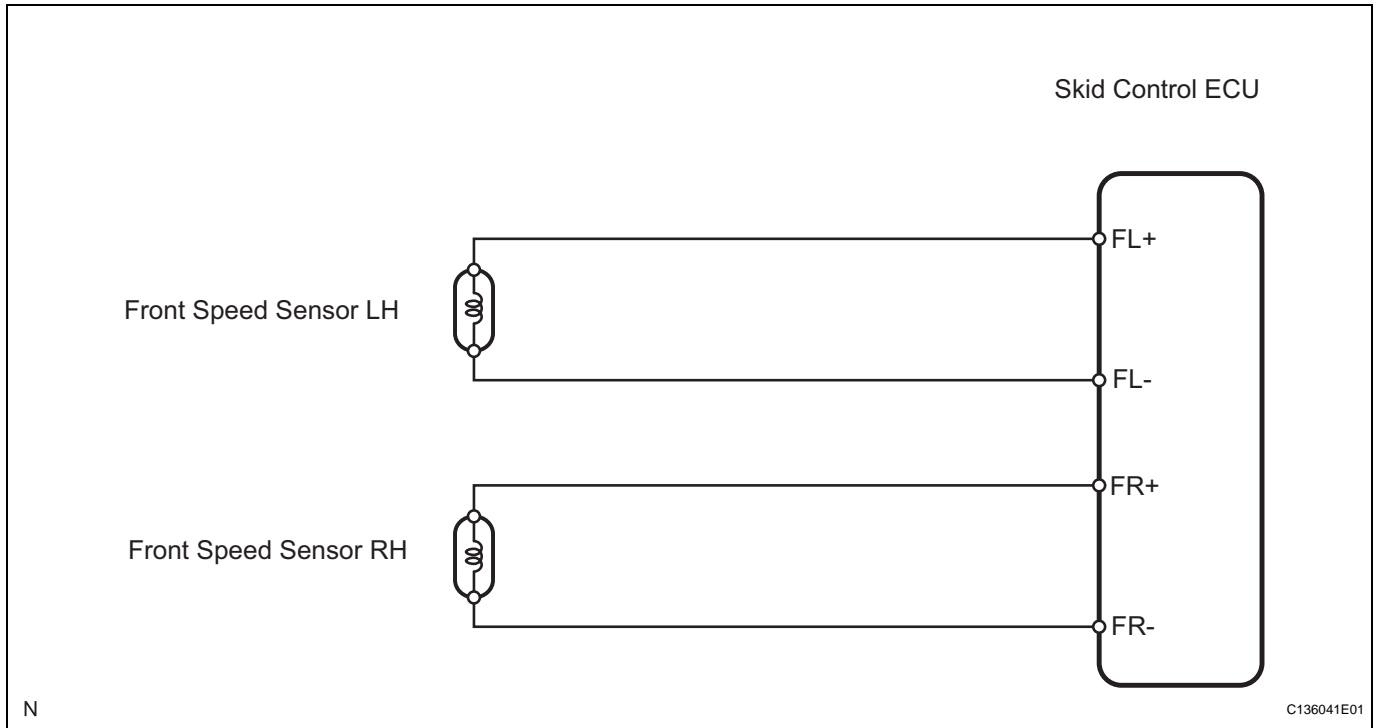 Skid Control ECU
FL+
Front Speed Sensor LH
FL-
FR+
Front Speed Sensor RH
FR-
N
C136041E01